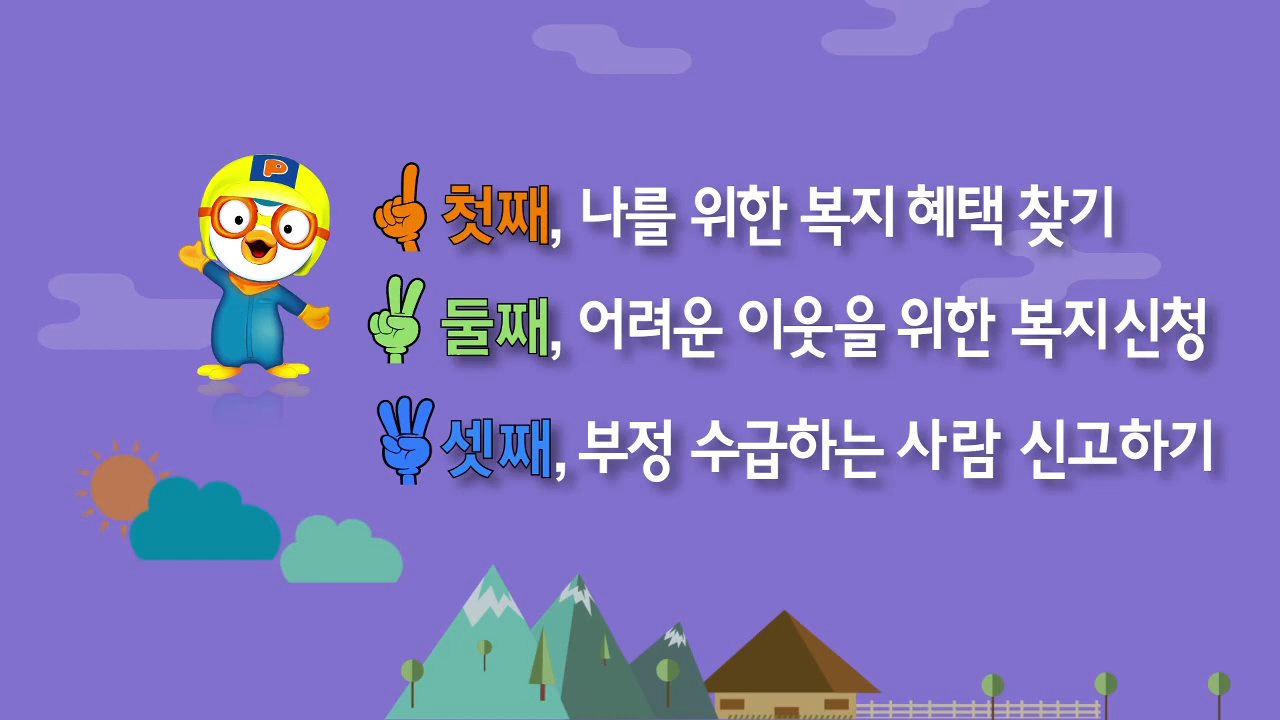 P
첫째, 나를 위한 복지 혜택 찾기
둘째, 어려운 이웃을 위한 복지 신청
셋째, 부정 수급하는 사람 신고하기